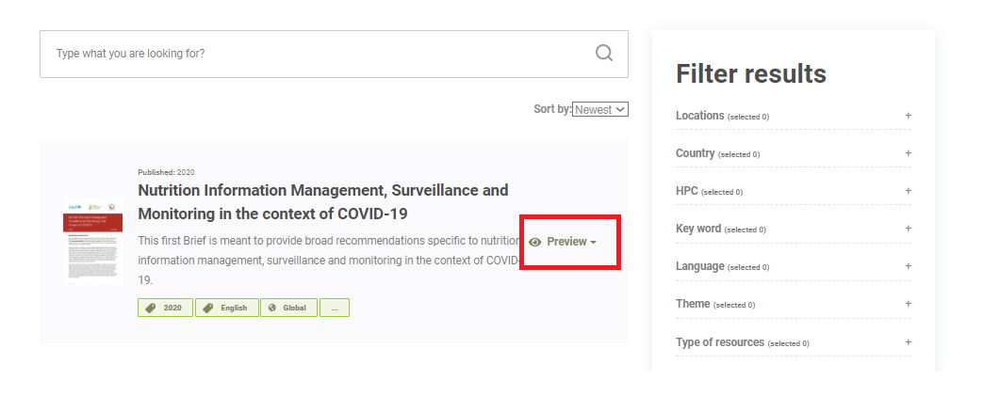 Type what you are looking for?
Sort by: Newest
Published: 2020
Nutrition Information Management, Surveillance and
Monitoring in the context of COVID-19
This first Brief is meant to provide broad recommendations specific to nutrition
information management, surveillance and monitoring in the context of COVID-
19.
Preview
2020
English
Global
...
Filter results
Locations (selected 0) +
Country (selected 0) +
HPC (selected 0) +
Key word (selected 0) +
Language (selected 0) +
Theme (selected 0) +
Type of resources (selected 0) +